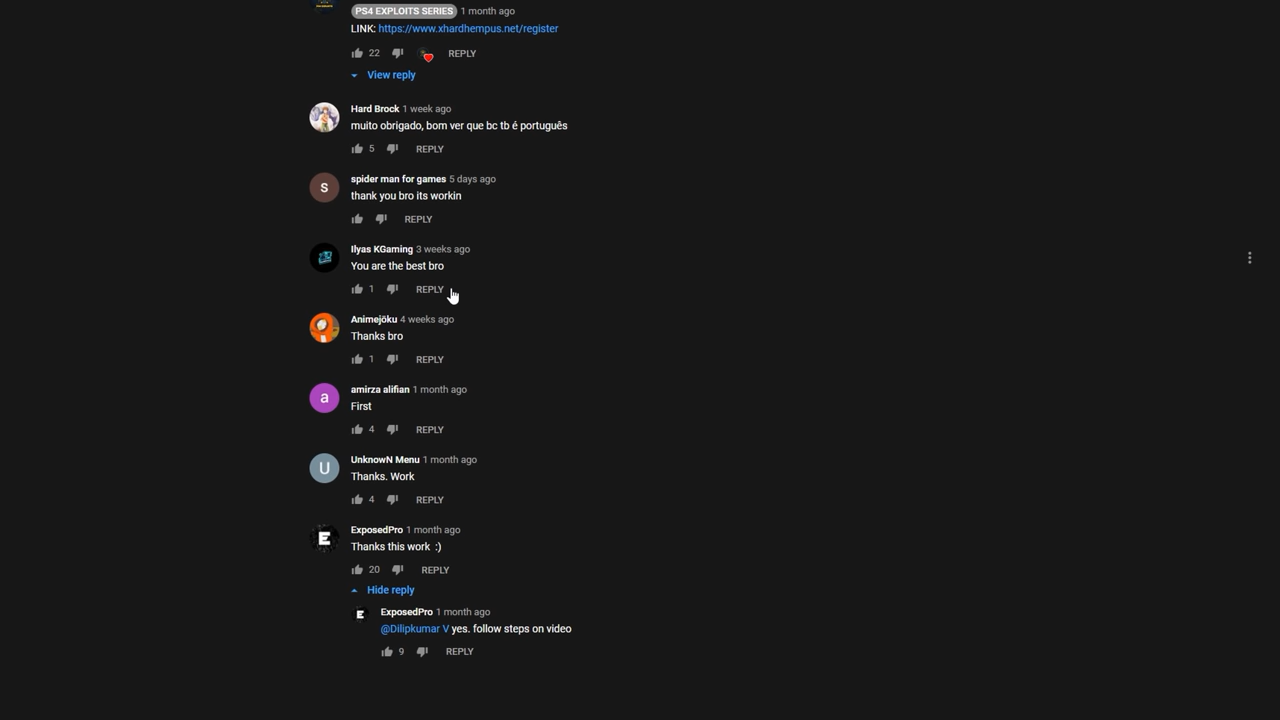 PS4 EXPLOITS SERIES 1 month ago
LINK: https://www.xhardhempus.net/register
22 REPLY
View reply
Hard Brock 1 week ago
muito obrigado, bom ver que bc tb é português
5 REPLY
S
spider man for games 5 days ago
thank you bro its workin
REPLY
Ilyas KGaming 3 weeks ago
You are the best bro
1 REPLY
Animejöku 4 weeks ago
Thanks bro
1 REPLY
a
amirza alifian 1 month ago
First
4 REPLY
U
UnknowN Menu 1 month ago
Thanks. Work
4 REPLY
E
ExposedPro 1 month ago
Thanks this work :)
20 REPLY
Hide reply
E
ExposedPro 1 month ago
@Dilipkumar V yes. follow steps on video
9 REPLY